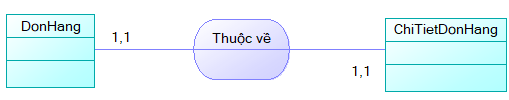 DonHang
1,1
Thuộc về
1,1
ChiTietDonHang